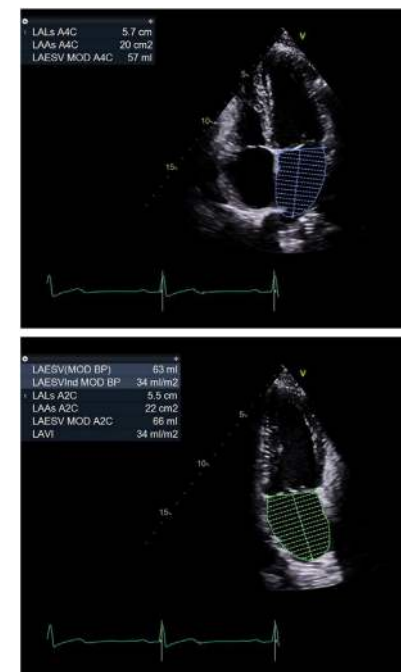 V
LALs A4C 5.7 cm
LAAs A4C 20 cm2
LAESV MOD A4C 57 ml
5
10
15
V
LAESV(MOD BP) 63 ml
LAESVInd MOD BP 34 ml/m2
LALs A2C 5.5 cm
LAAs A2C 22 cm2
LAESV MOD A2C 66 ml
LAVI 34 ml/m2
5
10
15